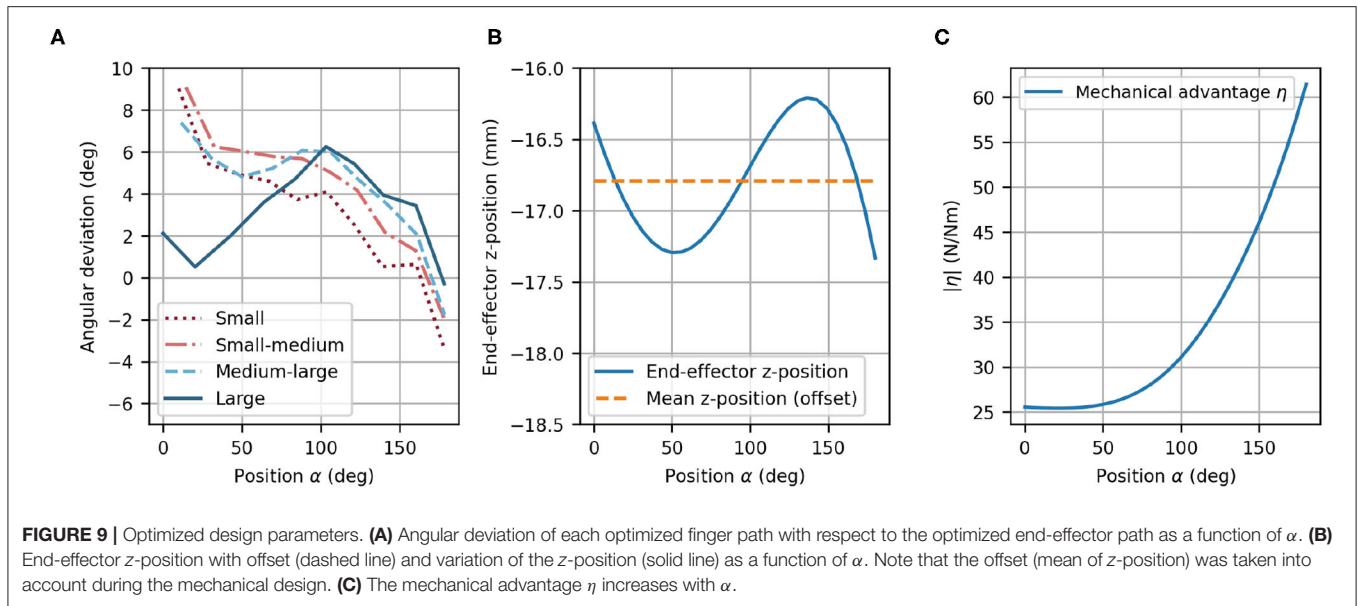 A
B
C
10
8
6
4
2
0
−2
−4
−6
Angular deviation (deg)
Small
Small-medium
Medium-large
Large
0
50
100
150
Position α (deg)
−16.0
−16.5
−17.0
−17.5
−18.0
−18.5
End-effector z-position (mm)
End-effector z-position
Mean z-position (offset)
0
50
100
150
Position α (deg)
60
55
50
45
40
35
30
25
|η| (N/Nm)
Mechanical advantage η
0
50
100
150
Position α (deg)
FIGURE 9 | Optimized design parameters. (A) Angular deviation of each optimized finger path with respect to the optimized end-effector path as a function of α. (B)
End-effector z-position with offset (dashed line) and variation of the z-position (solid line) as a function of α. Note that the offset (mean of z-position) was taken into
account during the mechanical design. (C) The mechanical advantage η increases with α.